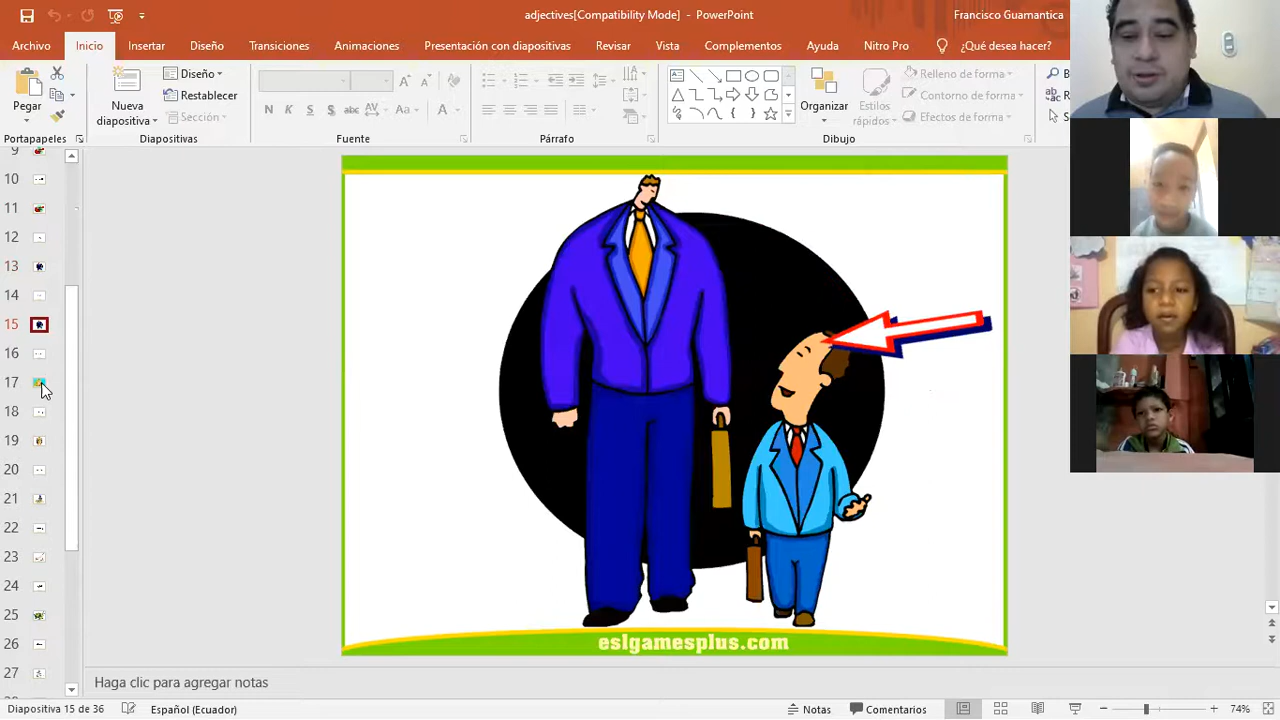 adjectives[Compatibility Mode] - PowerPoint
Francisco Guamantica
Archivo Inicio Insertar Diseño Transiciones Animaciones Presentación con diapositivas Revisar Vista Complementos Ayuda Nitro Pro ¿Qué desea hacer?
Pegar
Portapapeles
Nueva
diapositiva
Diseño
Restablecer
Sección
Diapositivas
N K S abc AV Aa A
Fuente
Párrafo
Organizar
Estilos
rápidos
Relleno de forma
Contorno de forma
Efectos de forma
Dibujo
9
10
11
12
13
14
15
16
17
18
19
20
21
22
23
24
25
26
27
eslgamesplus.com
Haga clic para agregar notas
Diapositiva 15 de 36
Español (Ecuador)
Notas
Comentarios
74%